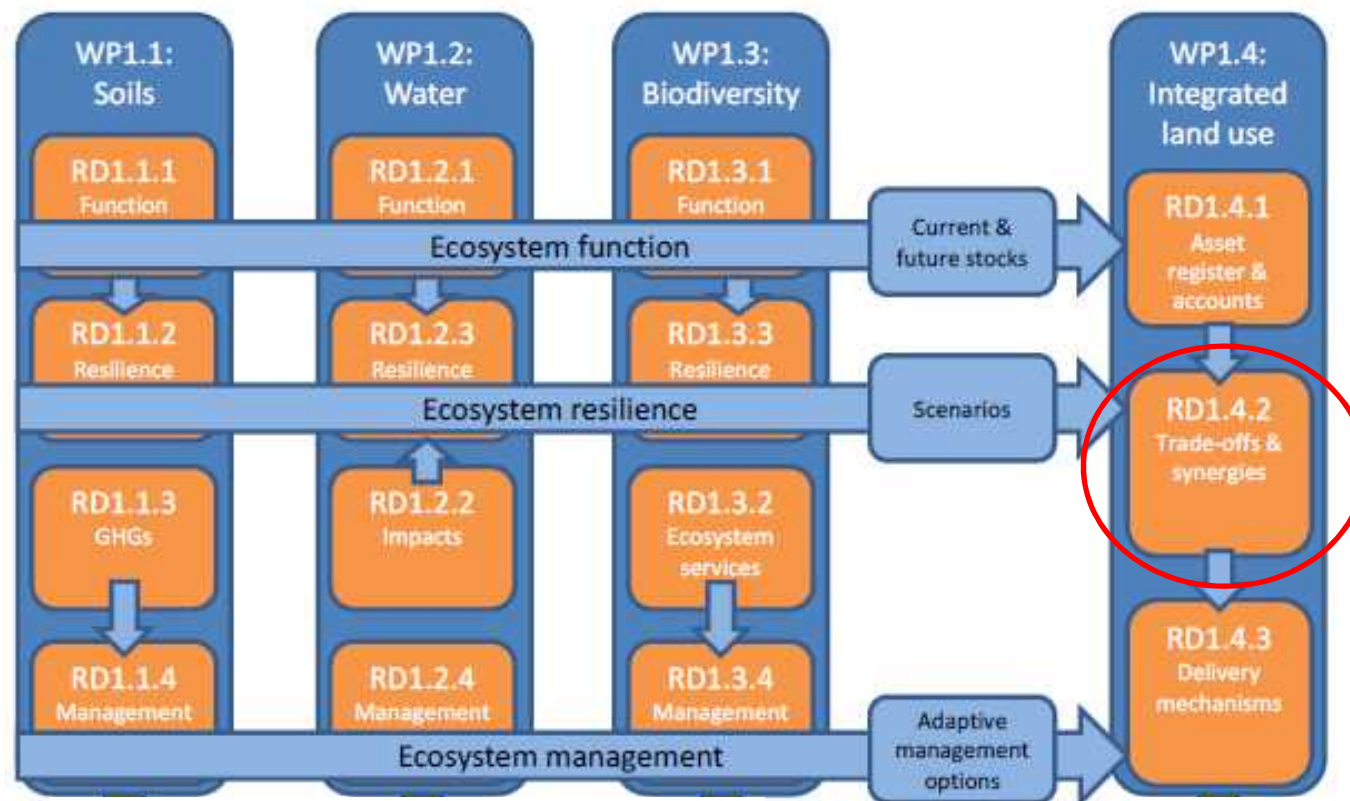 WP1.1:
Soils
RD1.1.1
Function
RD1.1.2
Resilience
RD1.1.3
GHGs
RD1.1.4
Management
WP1.2:
Water
RD1.2.1
Function
RD1.2.3
Resilience
RD1.2.2
Impacts
RD1.2.4
Management
WP1.3:
Biodiversity
RD1.3.1
Function
RD1.3.3
Resilience
RD1.3.2
Ecosystem
services
RD1.3.4
Management
Ecosystem function
Current &
future stocks
Ecosystem resilience
Scenarios
Ecosystem management
Adaptive
management
options
WP1.4:
Integrated
land use
RD1.4.1
Asset
register &
accounts
RD1.4.2
Trade-offs &
synergies
RD1.4.3
Delivery
mechanisms